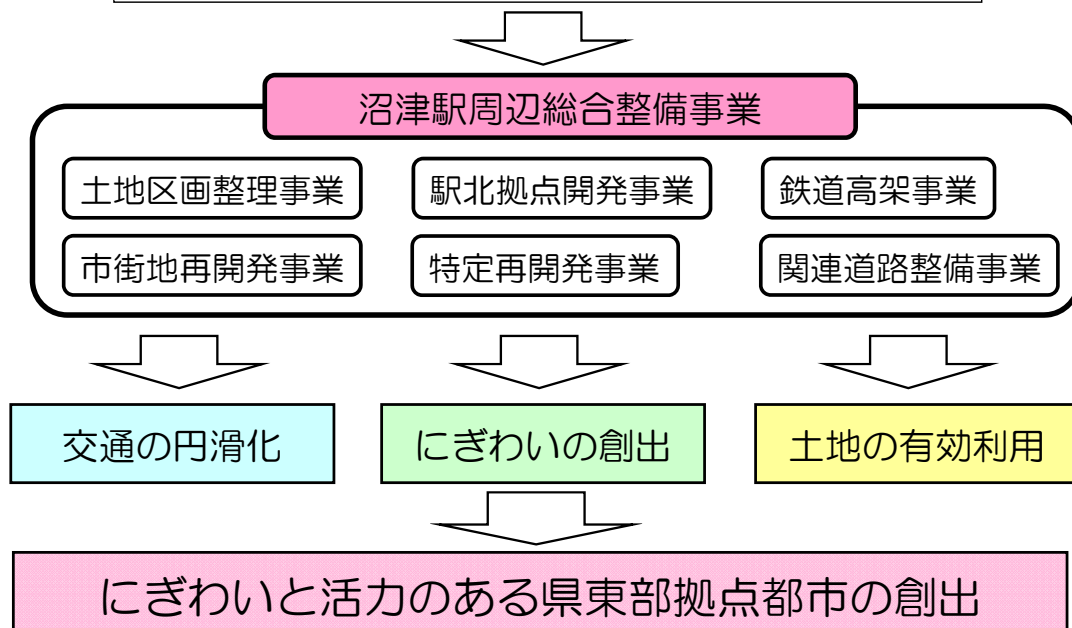 沼津駅周辺総合整備事業
土地区画整理事業
駅北拠点開発事業
鉄道高架事業
市街地再開発事業
特定再開発事業
関連道路整備事業
交通の円滑化
にぎわいの創出
土地の有効利用
にぎわいと活力のある県東部拠点都市の創出